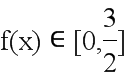 f(x) ∈ [0,3/2]